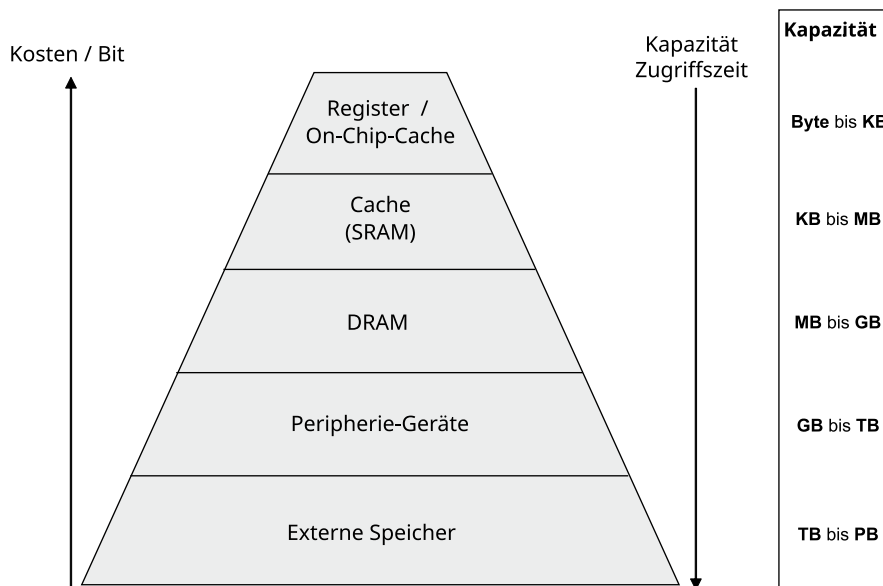 Kosten / Bit
Kapazität
Zugriffszeit
Register /
On-Chip-Cache
Cache
(SRAM)
DRAM
Peripherie-Geräte
Externe Speicher
Kapazität
Byte bis KB
KB bis MB
MB bis GB
GB bis TB
TB bis PB